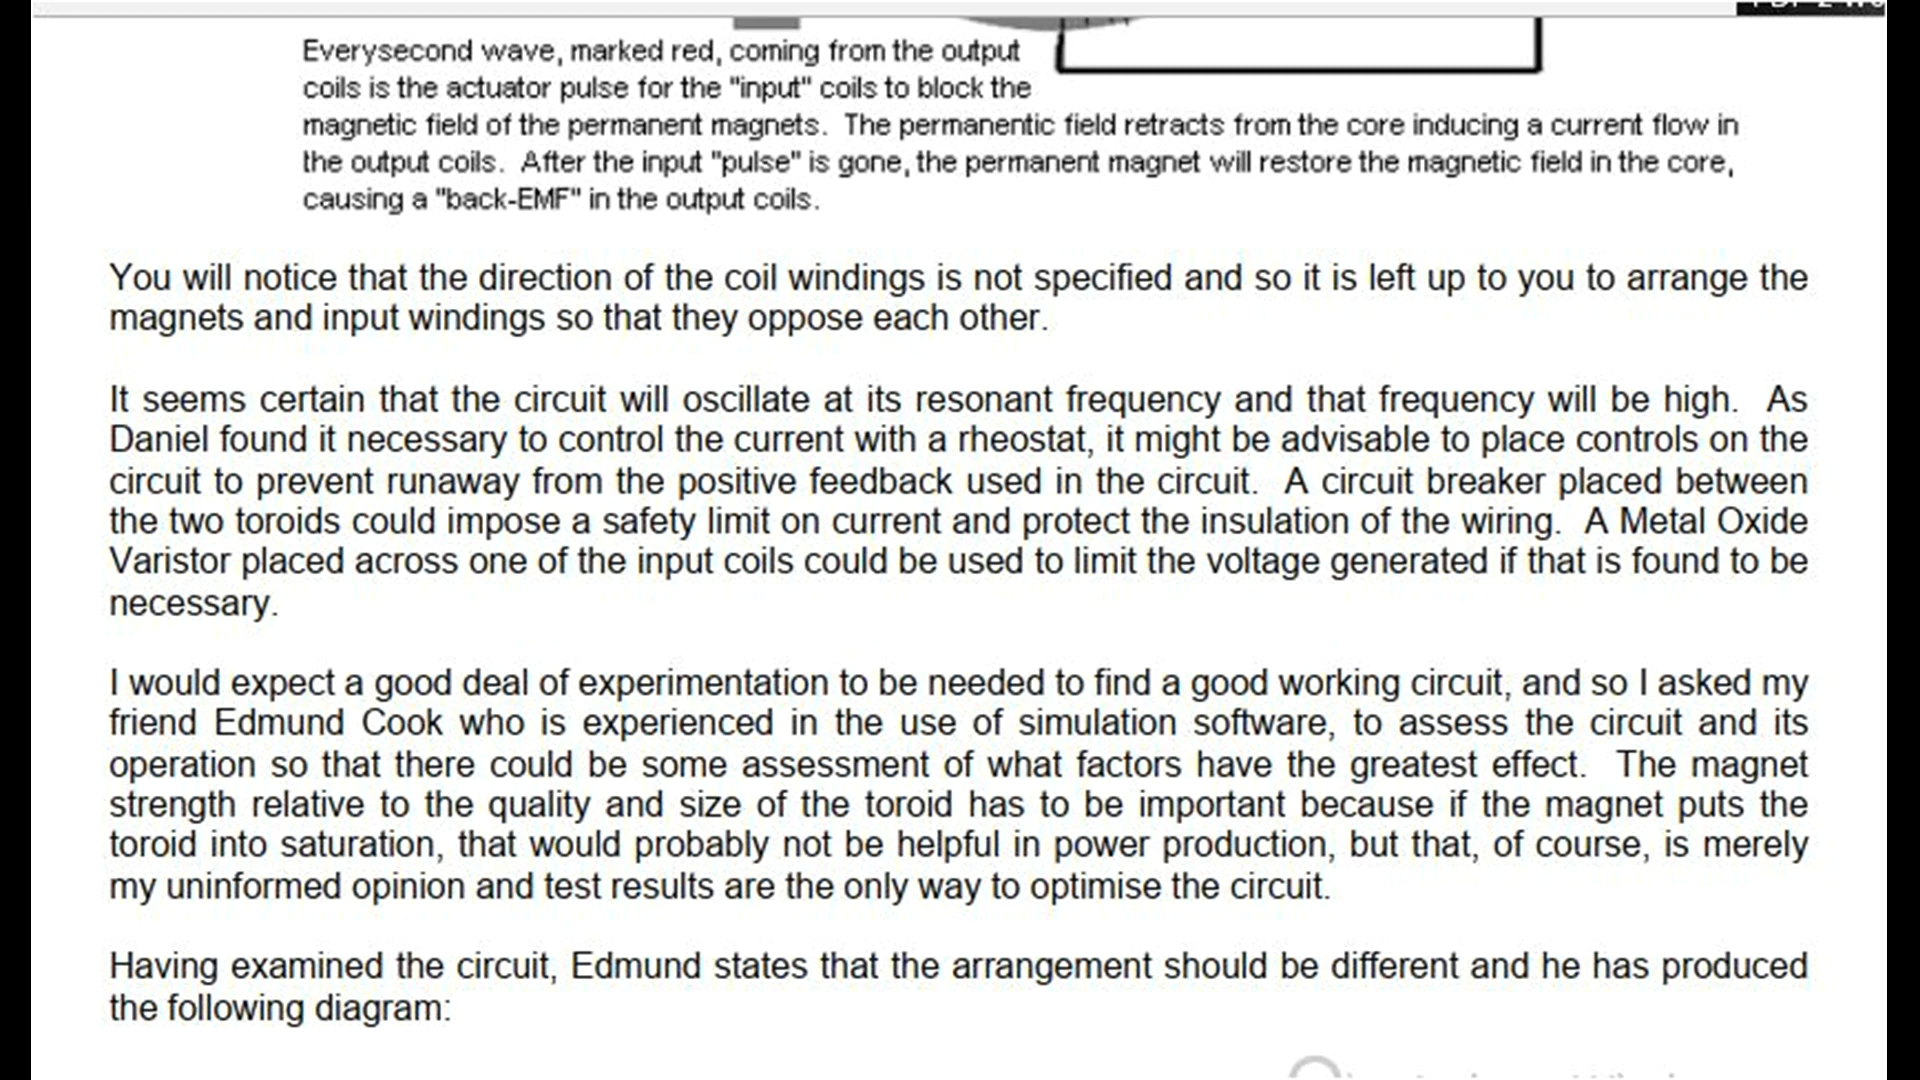 Everysecond wave, marked red, coming from the output
coils is the actuator pulse for the "input" coils to block the
magnetic field of the permanent magnets. The permanentic field retracts from the core inducing a current flow in
the output coils. After the input "pulse" is gone, the permanent magnet will restore the magnetic field in the core,
causing a "back-EMF" in the output coils.
You will notice that the direction of the coil windings is not specified and so it is left up to you to arrange the
magnets and input windings so that they oppose each other.
It seems certain that the circuit will oscillate at its resonant frequency and that frequency will be high. As
Daniel found it necessary to control the current with a rheostat, it might be advisable to place controls on the
circuit to prevent runaway from the positive feedback used in the circuit. A circuit breaker placed between
the two toroids could impose a safety limit on current and protect the insulation of the wiring. A Metal Oxide
Varistor placed across one of the input coils could be used to limit the voltage generated if that is found to be
necessary.
I would expect a good deal of experimentation to be needed to find a good working circuit, and so I asked my
friend Edmund Cook who is experienced in the use of simulation software, to assess the circuit and its
operation so that there could be some assessment of what factors have the greatest effect. The magnet
strength relative to the quality and size of the toroid has to be important because if the magnet puts the
toroid into saturation, that would probably not be helpful in power production, but that, of course, is merely
my uninformed opinion and test results are the only way to optimise the circuit.
Having examined the circuit, Edmund states that the arrangement should be different and he has produced
the following diagram: